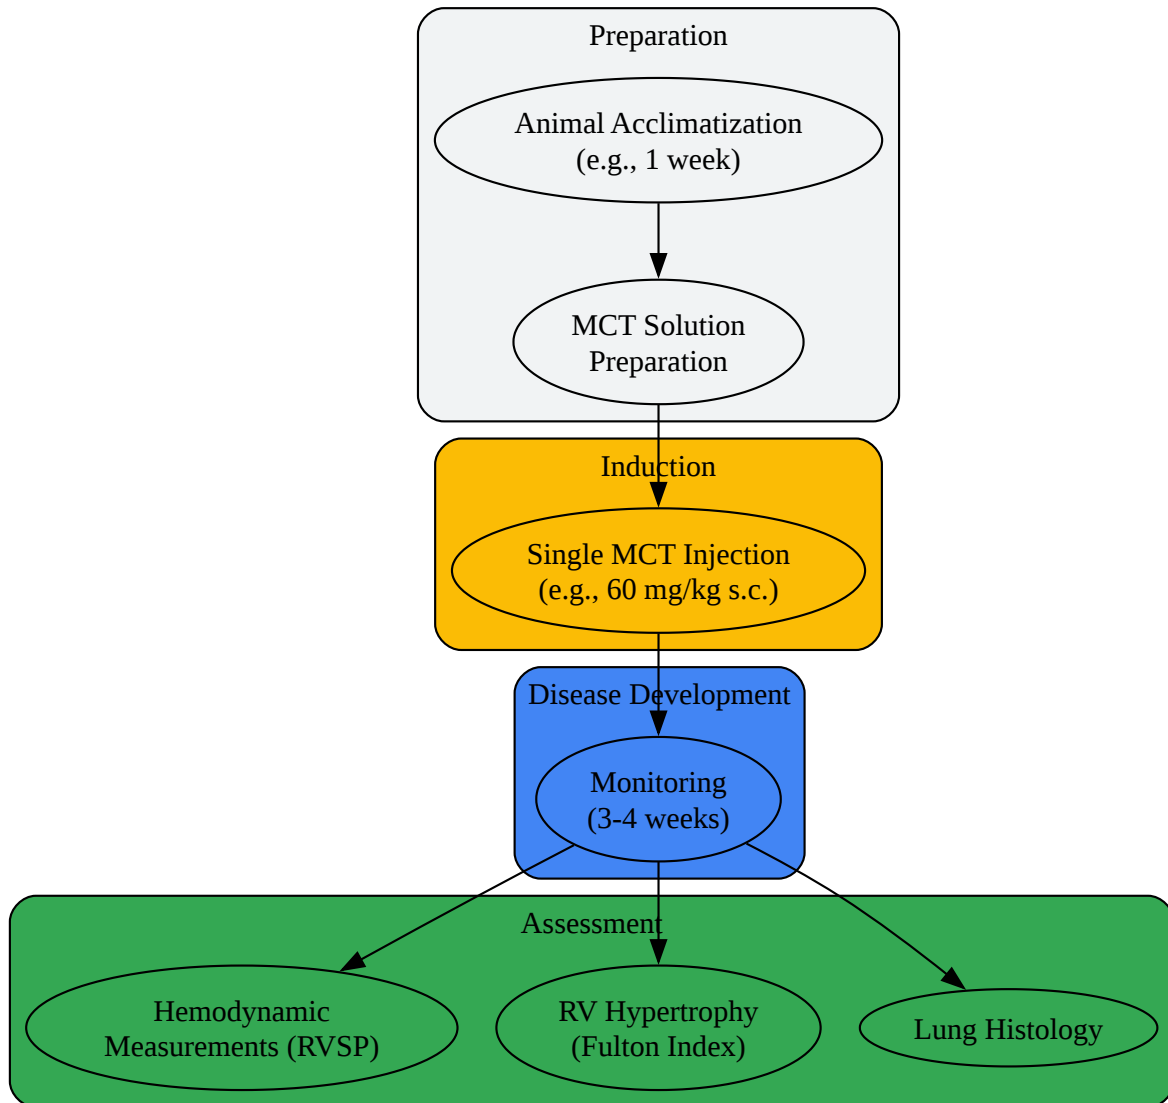 Preparation
Animal Acclimatization
(e.g., 1 week)
MCT Solution
Preparation
Induction
Single MCT Injection
(e.g., 60 mg/kg s.c.)
Disease Development
Monitoring
(3-4 weeks)
Assessment
Hemodynamic
Measurements (RVSP)
RV Hypertrophy
(Fulton Index)
Lung Histology